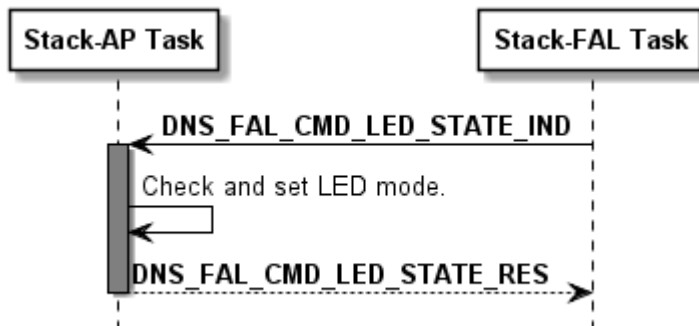 Stack-AP Task
Stack-FAL Task
DNS_FAL_CMD_LED_STATE_IND
Check and set LED mode.
DNS_FAL_CMD_LED_STATE_RES